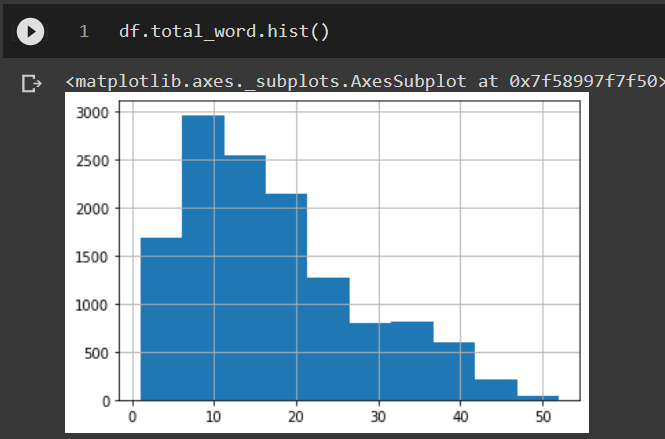 1 df.total_word.hist()
<matplotlib.axes._subplots.AxesSubplot at 0x7f58997f7f50>
3000
2500
2000
1500
1000
500
0
0 10 20 30 40 50